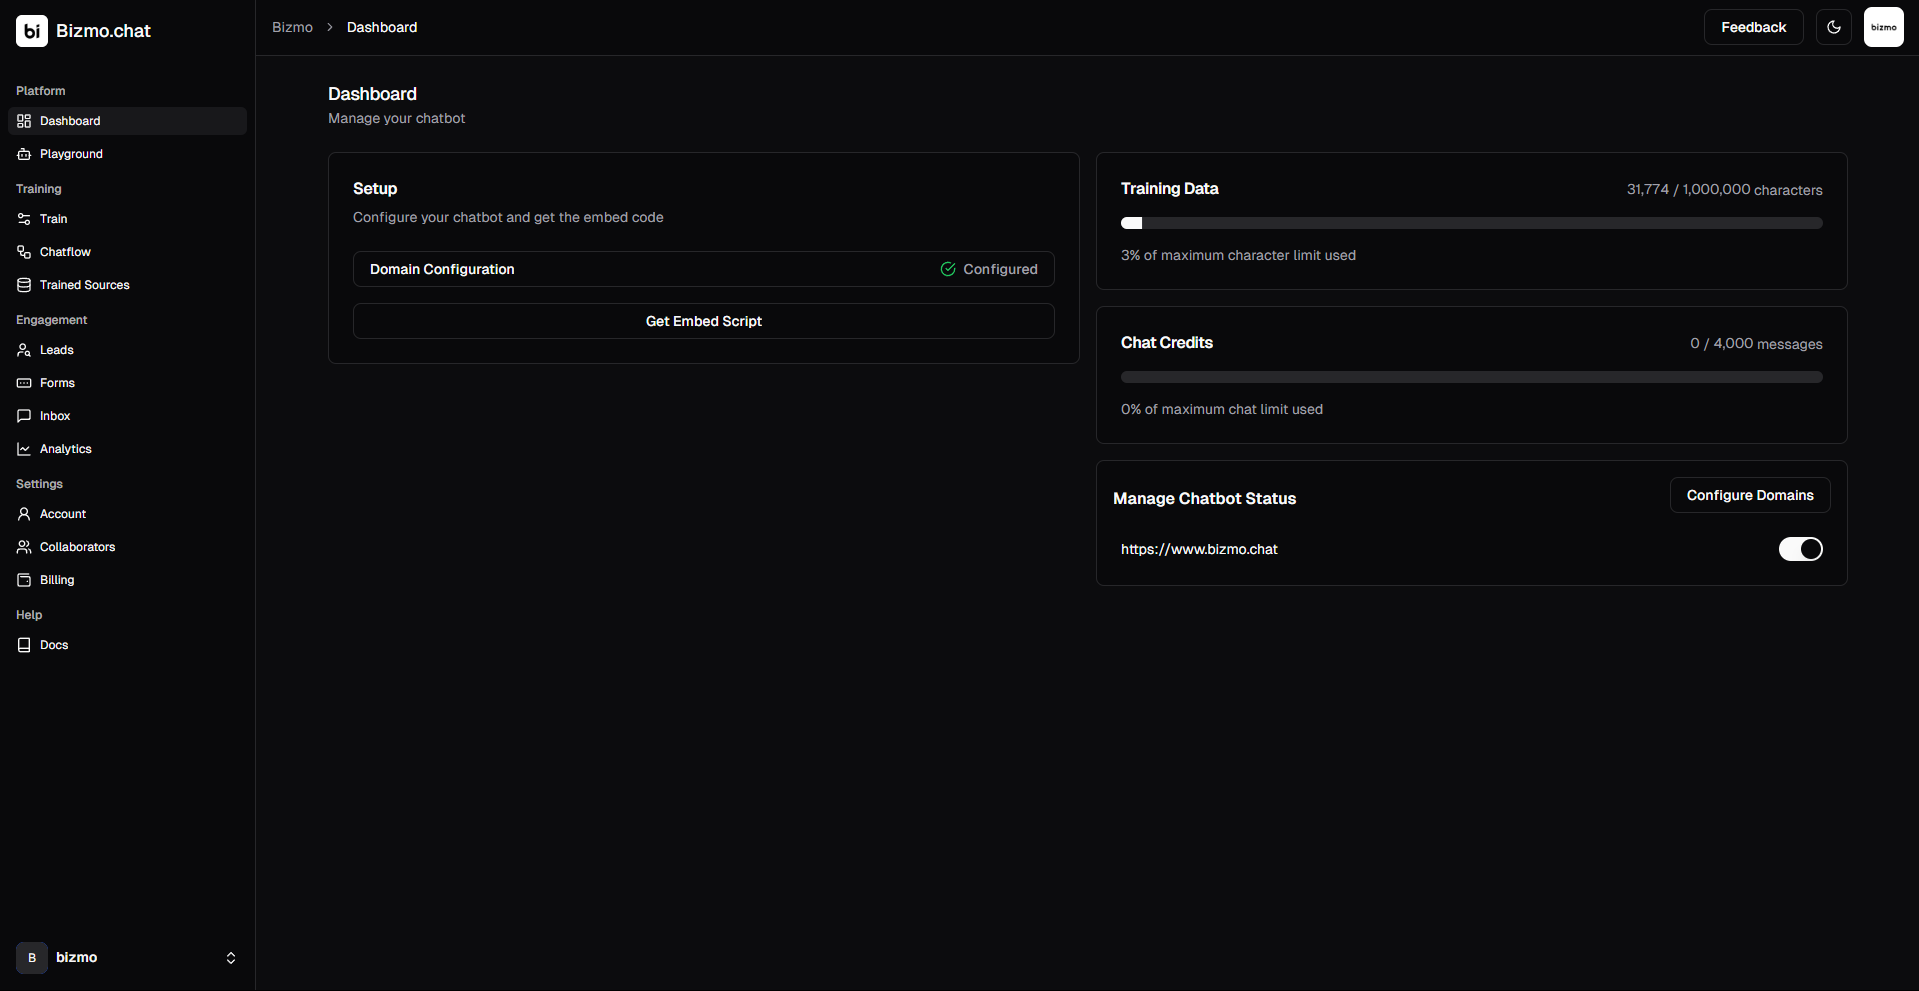 bi Bizmo.chat
Platform
Dashboard
Playground
Training
Train
Chatflow
Trained Sources
Engagement
Leads
Forms
Inbox
Analytics
Settings
Account
Collaborators
Billing
Help
Docs
B bizmo
Bizmo > Dashboard
Feedback
bizmo
Dashboard
Manage your chatbot
Setup
Configure your chatbot and get the embed code
Domain Configuration Configured
Get Embed Script
Training Data 31,774 / 1,000,000 characters
3% of maximum character limit used
Chat Credits 0 / 4,000 messages
0% of maximum chat limit used
Manage Chatbot Status Configure Domains
https://www.bizmo.chat